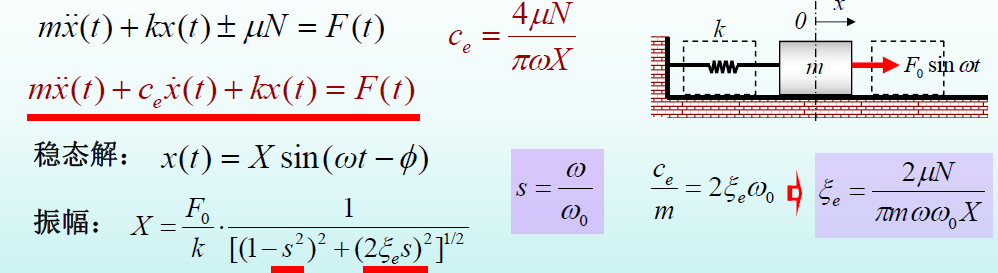 mẍ(t) + kx(t) ± μN = F(t)
c_e = 4μN / πωX
mẍ(t) + c_e ẋ(t) + kx(t) = F(t)
k 0 x m F_0 sin ωt
稳态解： x(t) = X sin(ωt − ϕ)
s = ω / ω_0
c_e / m = 2ξ_e ω_0 ⇨ ξ_e = 2μN / πmωω_0 X
振幅： X = F_0 / k · 1 / [(1−s²)² + (2ξ_e s)²]^{1/2}